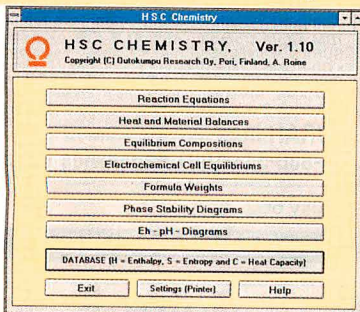 HSC Chemistry
HSC CHEMISTRY, Ver. 1.10
Copyright (C) Outokumpu Research Oy, Pori, Finland, A. Roine
Reaction Equations
Heat and Material Balances
Equilibrium Compositions
Electrochemical Cell Equilibriums
Formula Weights
Phase Stability Diagrams
Eh - pH - Diagrams
DATABASE (H = Enthalpy, S = Entropy and C = Heat Capacity)
Exit Settings (Printer) Help